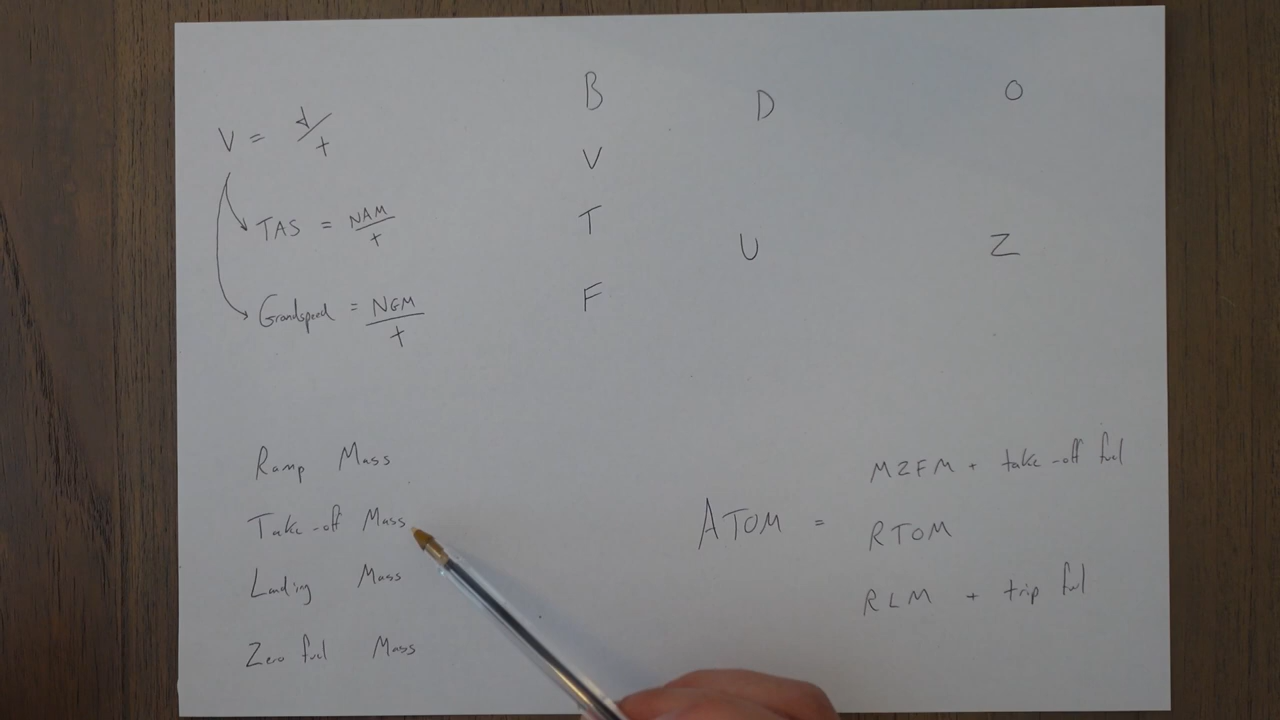 V = d/t
TAS = NAM/t
Groundspeed = NGM/t
B D O
V
T
U Z
F
Ramp Mass
Take-off Mass
Landing Mass
Zero fuel Mass
MZFM + take-off fuel
ATOM = RTOM
RLM + trip fuel